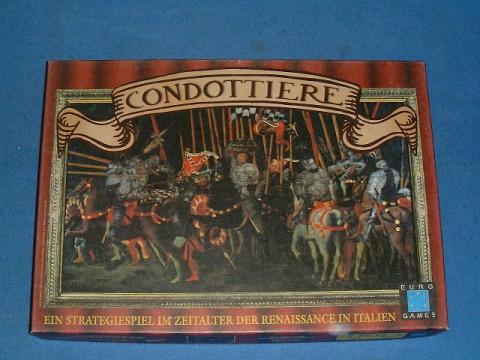 CONDOTTIERE
EIN STRATEGIESPIEL IM ZEITALTER DER RENAISSANCE IN ITALIEN
EURO
GAMES